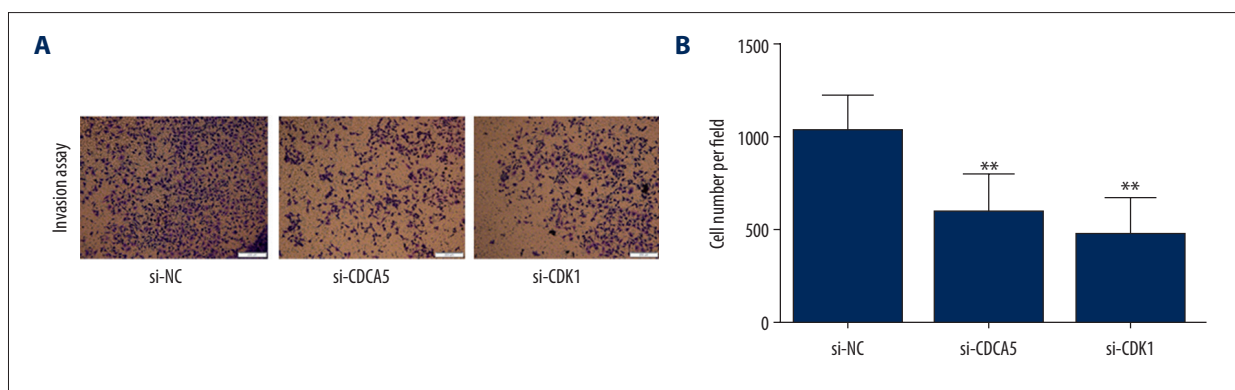 A
Invasion assay
si-NC
si-CDCA5
si-CDK1
B
Cell number per field
1500
1000
500
0
**
**
si-NC
si-CDCA5
si-CDK1